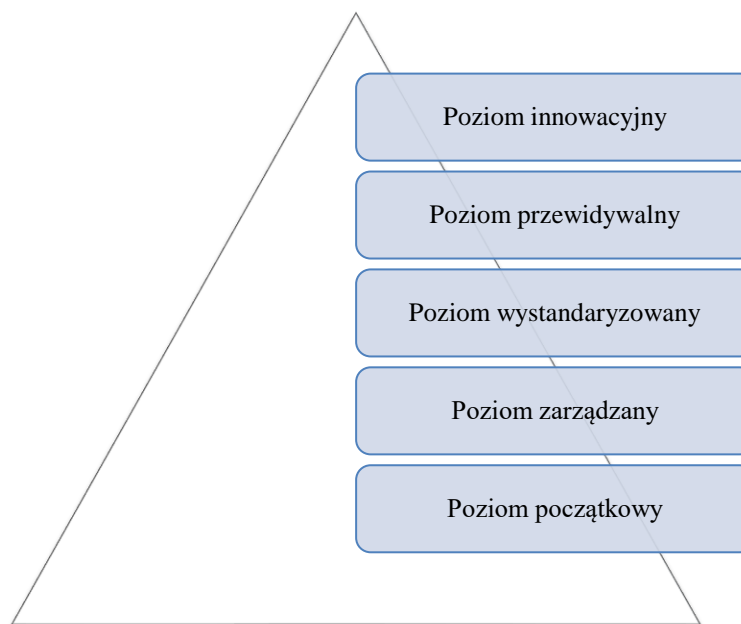 Poziom innowacyjny
Poziom przewidywalny
Poziom wystandaryzowany
Poziom zarządzany
Poziom początkowy